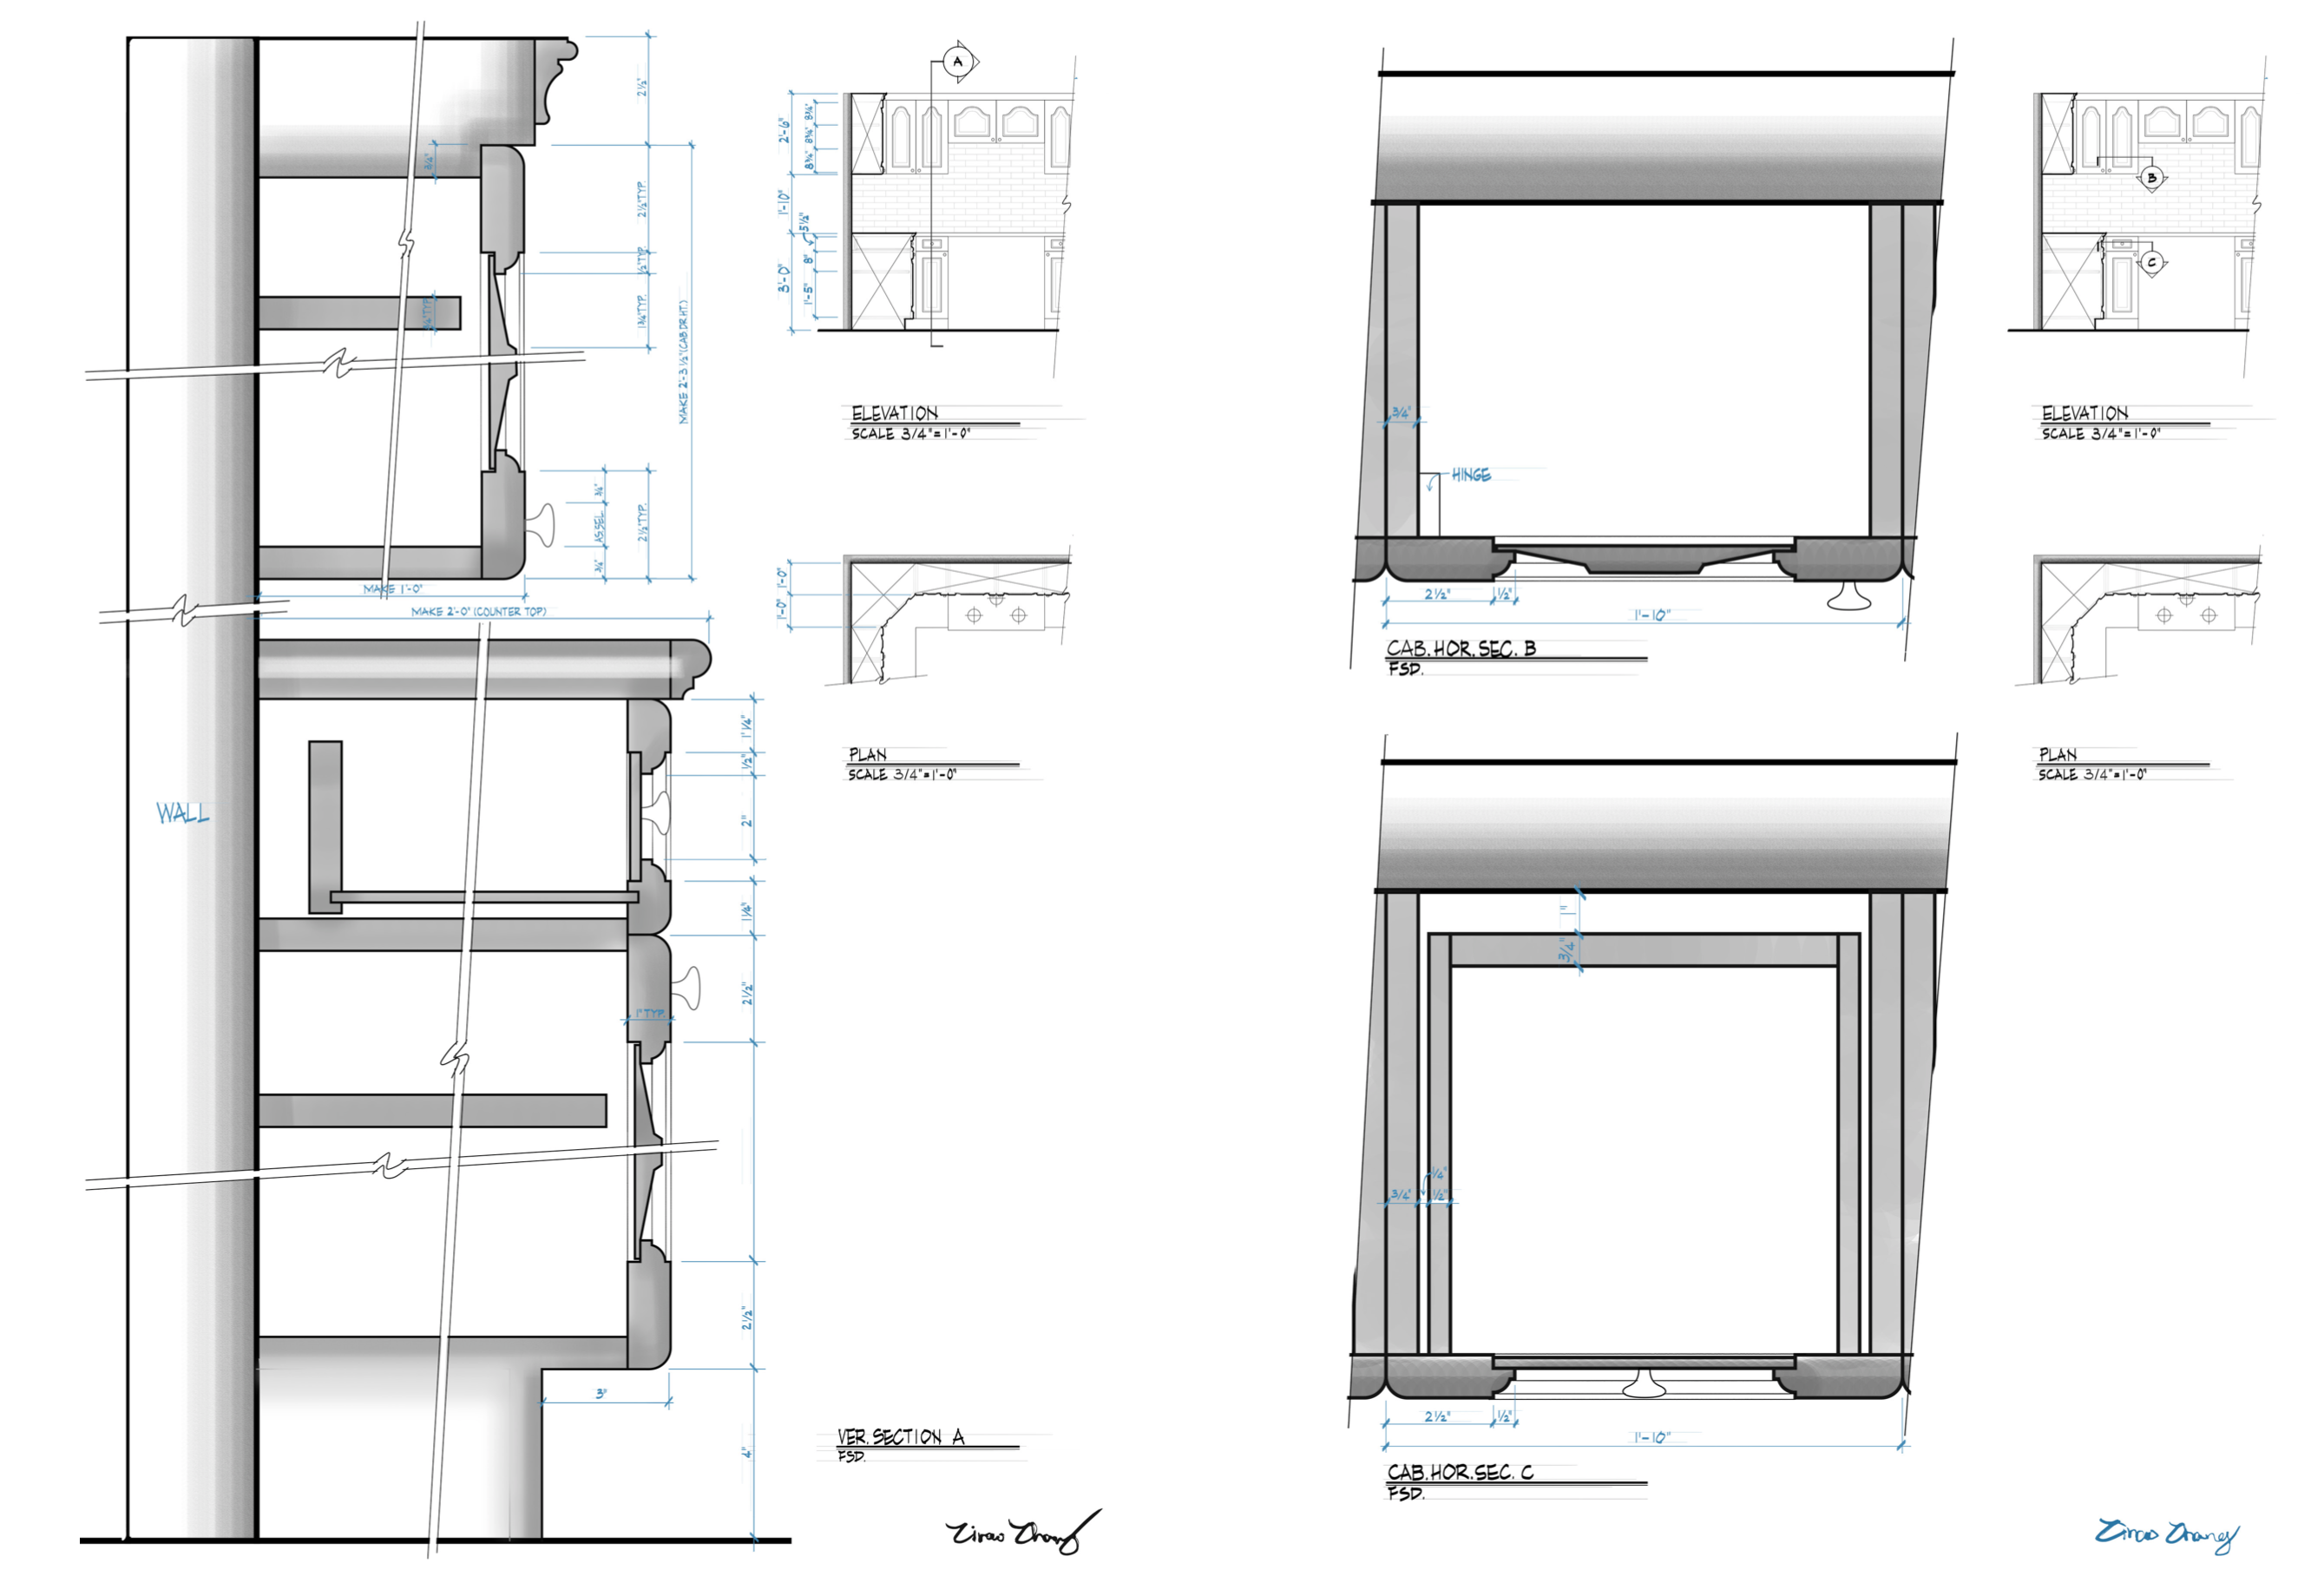 2½"
¾"
2½"TYP.
½"TYP.
1¾"TYP.
¾"TYP.
MAKE 2'-3 ½" (CAB DR. HT.)
¾"
AS SEL.
¾"
2½"TYP.
MAKE 1'-0"
MAKE 2'-0" (COUNTER TOP)
WALL
1"1/4"
½"
2"
1¼"
2½"
1"TYP.
2½"
3"
4"
A
2'-6"
8¾"
8¾"
8¾"
1'-10"
5½"
3'-0"
8"
1'-5"
ELEVATION
SCALE 3/4"=1'-0"
1'-0"
1'-0"
PLAN
SCALE 3/4"=1'-0"
VER. SECTION A
FSD.
3/4"
HINGE
2½"
½"
1'-10"
CAB. HOR. SEC. B
FSD.
1"
3/4"
3/4"
1/4"
1/2"
2½"
½"
1'-10"
CAB. HOR. SEC. C
FSD.
B
C
ELEVATION
SCALE 3/4"=1'-0"
PLAN
SCALE 3/4"=1'-0"